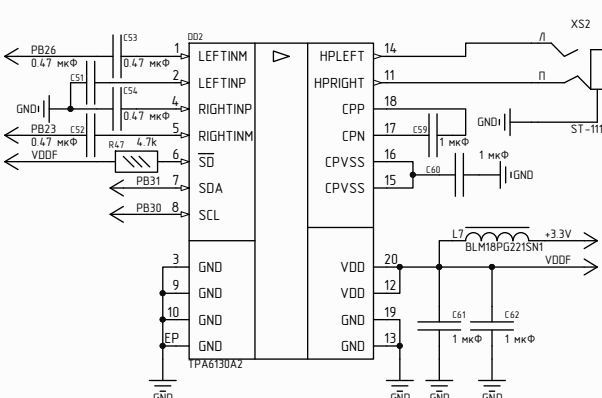 XS2
DD2
PB26 C53 1 LEFTINM HPLEFT 14 Л
0.47 мкФ 0.47 мкФ
C51 2 LEFTINP HPRIGHT 11 П
GND C54 4 RIGHTINP CPP 18
0.47 мкФ GND ST-111
PB23 C52 5 RIGHTINM CPN 17 C59
0.47 мкФ 1 мкФ
R47 4.7k
VDDF 6 SD CPVSS 16 C60 1 мкФ GND
PB31 7 SDA CPVSS 15
PB30 8 SCL
L7 +3.3V
BLM18PG221SN1
3 GND VDD 20 VDDF
9 GND VDD 12
10 GND GND 19 C61 C62
EP GND GND 13 1 мкФ 1 мкФ
TPA6130A2
GND GND GND GND